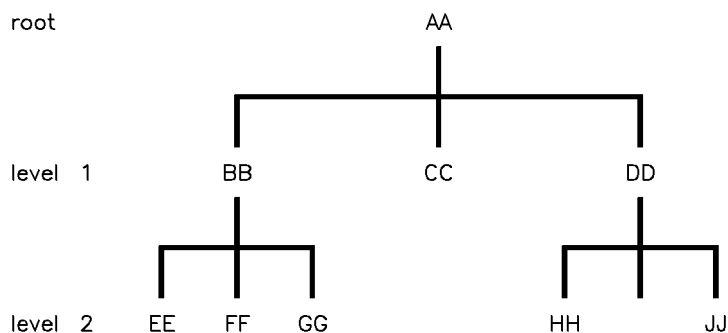 root AA
level 1 BB CC DD
level 2 EE FF GG HH JJ